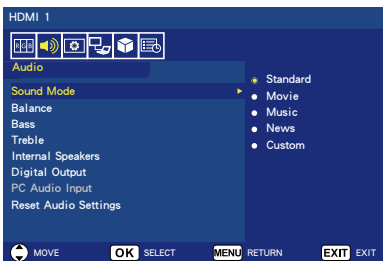 HDMI 1
RGB
Audio
Sound Mode
Balance
Bass
Treble
Internal Speakers
Digital Output
PC Audio Input
Reset Audio Settings
Standard
Movie
Music
News
Custom
MOVE OK SELECT MENU RETURN EXIT EXIT